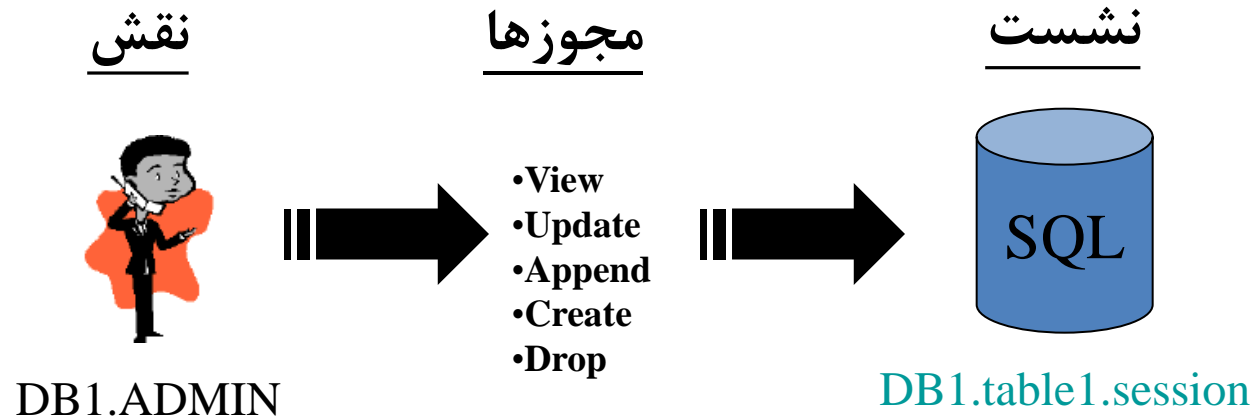 نقش
مجوزها
نشست
•View
•Update
•Append
•Create
•Drop
SQL
DB1.ADMIN
DB1.table1.session